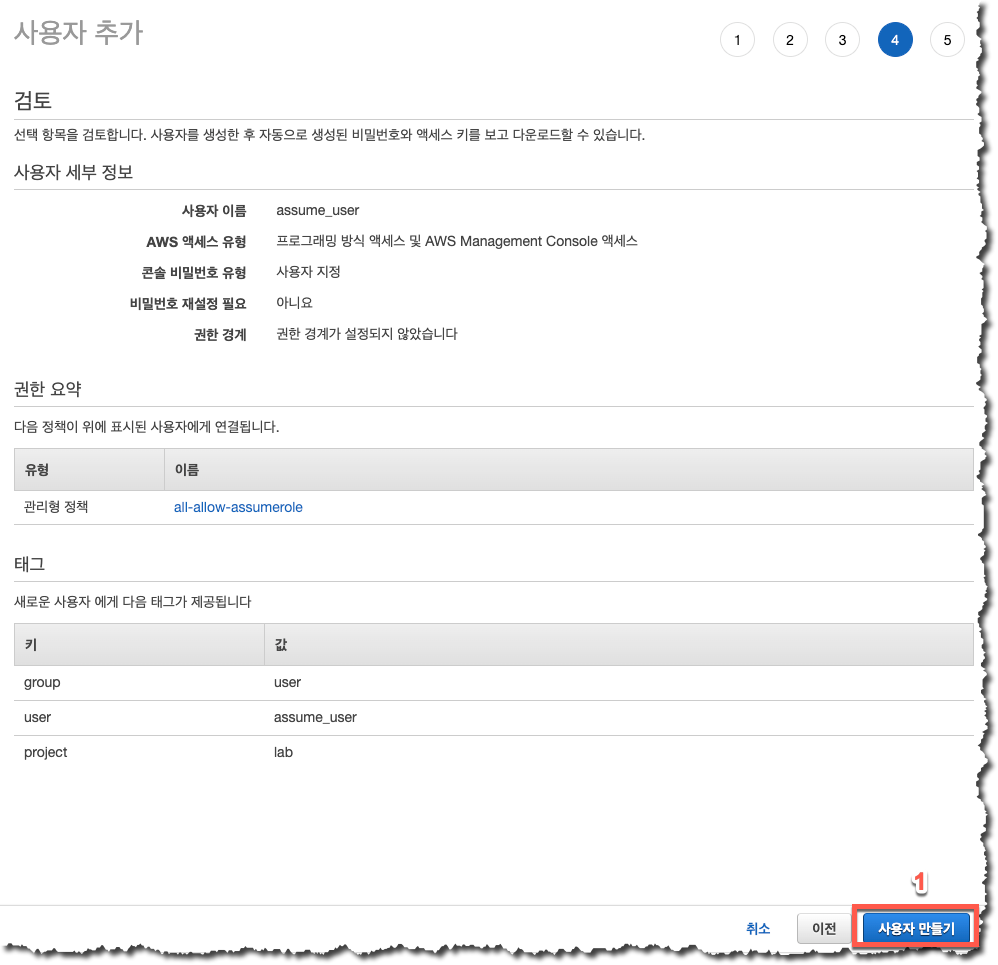 사용자 추가
1 2 3 4 5
검토
선택 항목을 검토합니다. 사용자를 생성한 후 자동으로 생성된 비밀번호와 액세스 키를 보고 다운로드할 수 있습니다.
사용자 세부 정보
사용자 이름 assume_user
AWS 액세스 유형 프로그래밍 방식 액세스 및 AWS Management Console 액세스
콘솔 비밀번호 유형 사용자 지정
비밀번호 재설정 필요 아니요
권한 경계 권한 경계가 설정되지 않았습니다
권한 요약
다음 정책이 위에 표시된 사용자에게 연결됩니다.
유형 이름
관리형 정책 all-allow-assumerole
태그
새로운 사용자 에게 다음 태그가 제공됩니다
키 값
group user
user assume_user
project lab
1
취소 이전 사용자 만들기